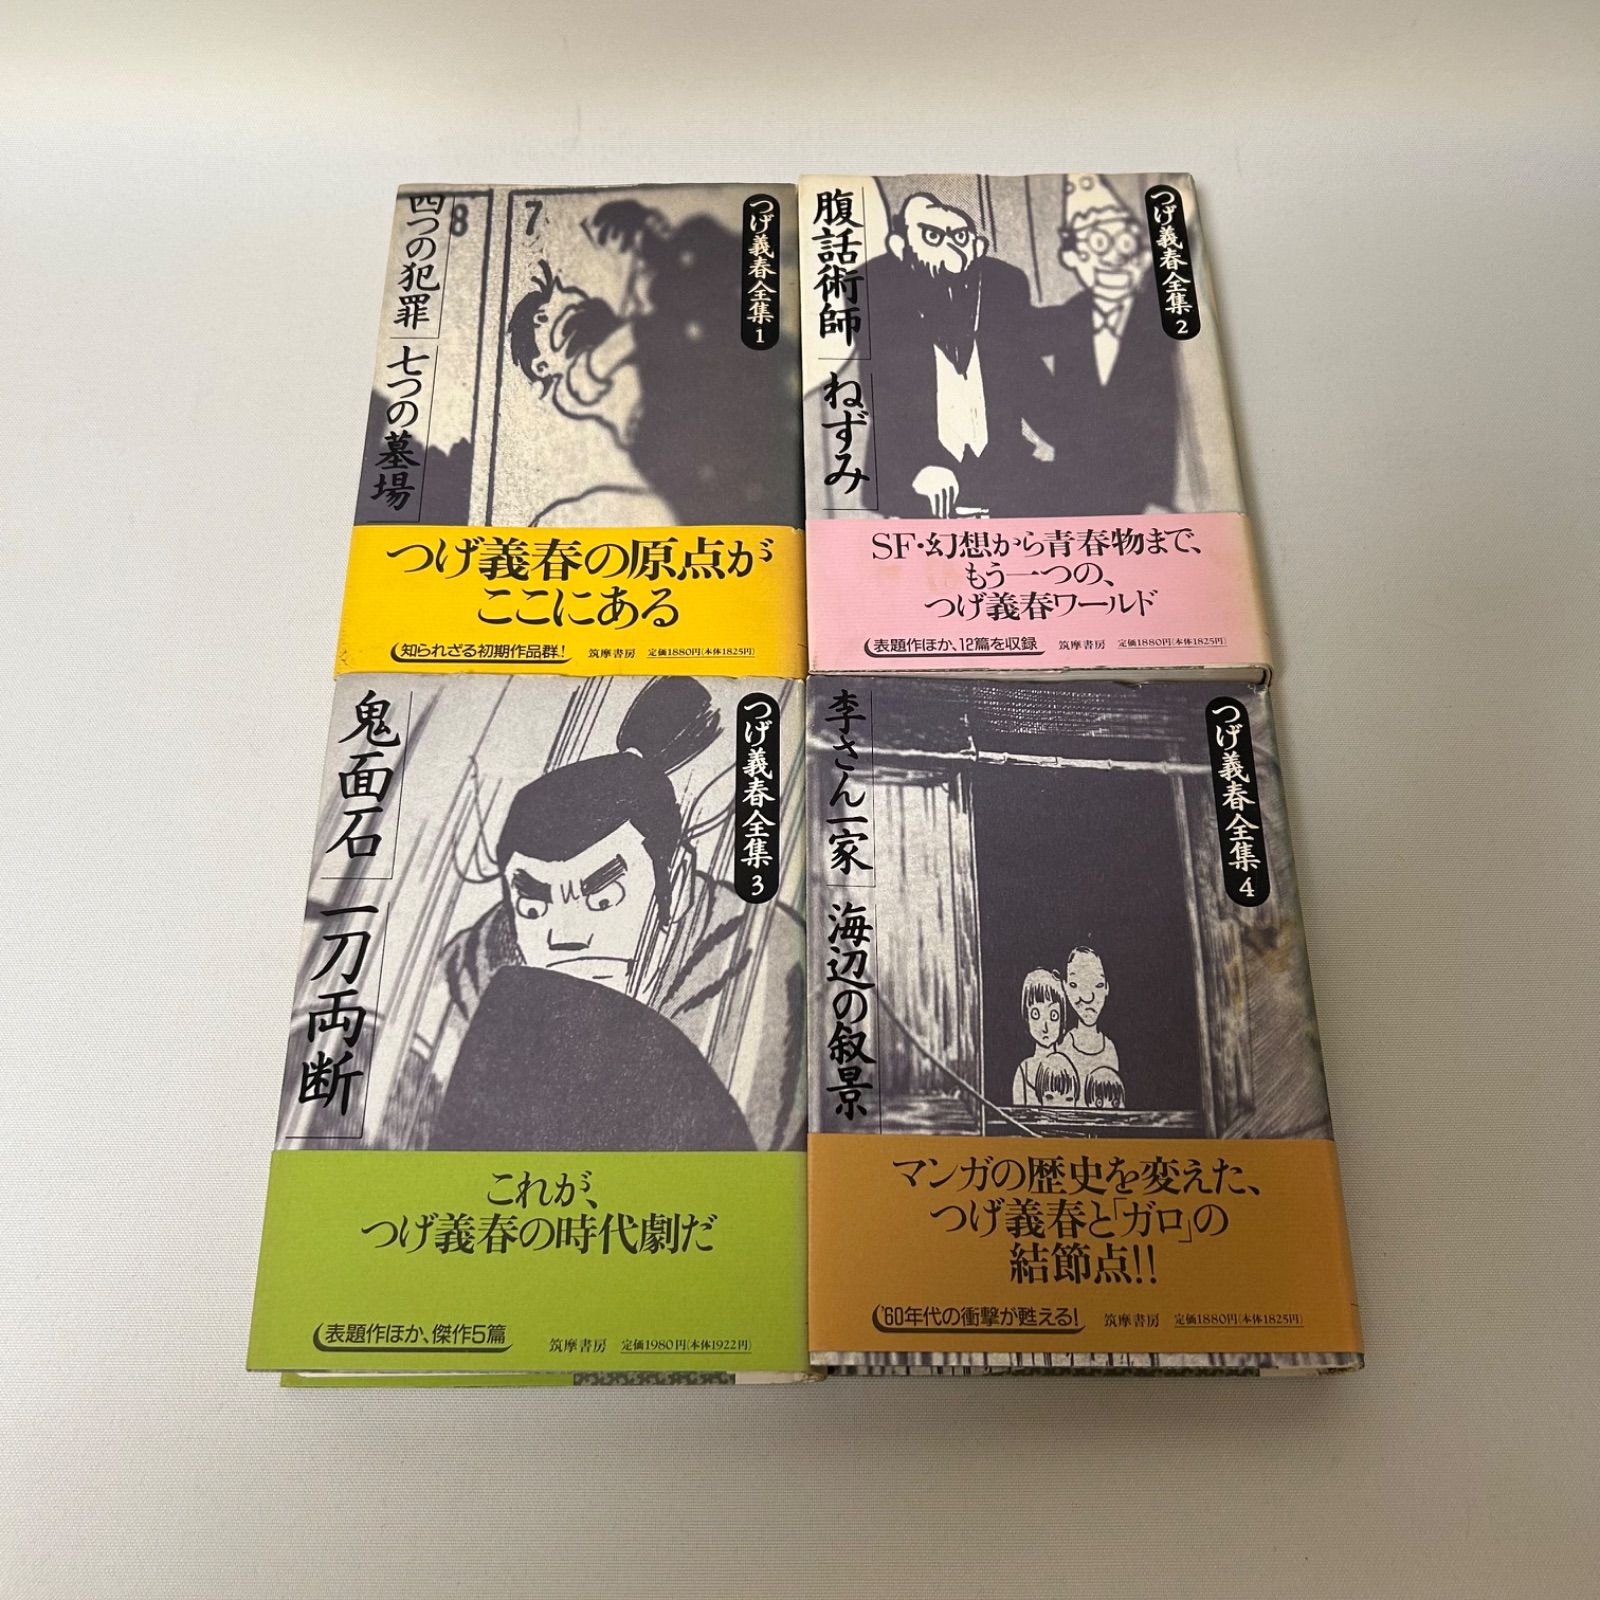 四つの犯罪
七つの墓場
8
7
つげ義春全集1
つげ義春の原点が
ここにある
知られざる初期作品群!
筑摩書房
定価1880円(本体1825円)
腹話術師
ねずみ
つげ義春全集2
SF・幻想から青春物まで、
もう一つの、
つげ義春ワールド
表題作ほか、12篇を収録
筑摩書房
定価1880円(本体1825円)
鬼面石
一刀両断
つげ義春全集3
これが、
つげ義春の時代劇だ
表題作ほか、傑作5篇
筑摩書房
定価1980円(本体1922円)
李さん一家
海辺の叙景
つげ義春全集4
マンガの歴史を変えた、
つげ義春と「ガロ」の
結節点!!
'60年代の衝撃が甦える!
筑摩書房
定価1880円(本体1825円)